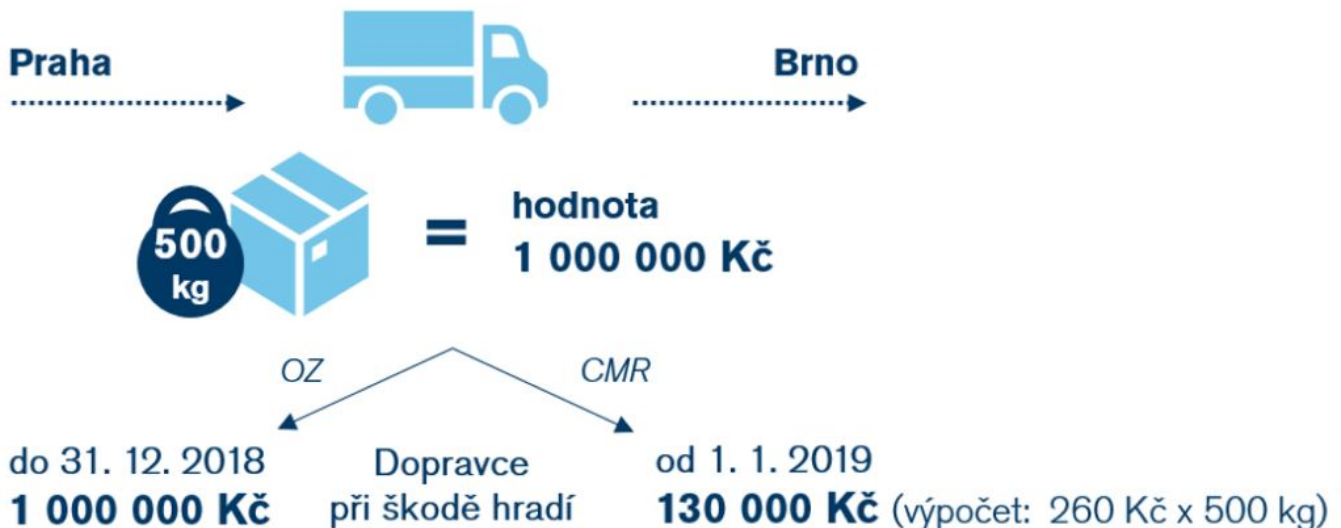 Praha
Brno
500
kg
=
hodnota
1 000 000 Kč
OZ
CMR
do 31. 12. 2018
1 000 000 Kč
Dopravce
při škodě hradí
od 1. 1. 2019
130 000 Kč (výpočet: 260 Kč x 500 kg)